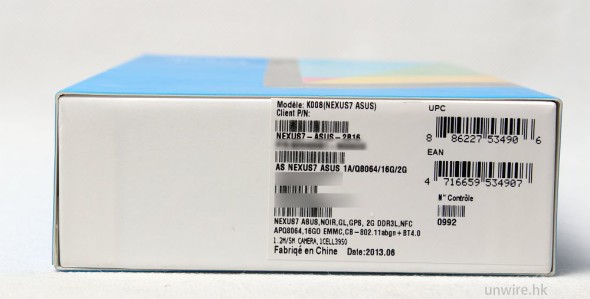 Modèle: K008(NEXUS7 ASUS)
Client P/N:
NEXUS7-ASUS-2B16
AS NEXUS7 ASUS 1A/Q8064/16G/2G
NEXUS7 ASUS,NOIR,GL,GPS, 2G DDR3L,NFC
APQ8064,16GO EMMC,CB-802.11abgn+BT4.0
1.2M/5M CAMERA,1CELL3950
Fabriqé en Chine Date:2013.06
UPC
8 86227 53490 6
EAN
4 716659 534907
N° Contrôle
0992
unwire.hk